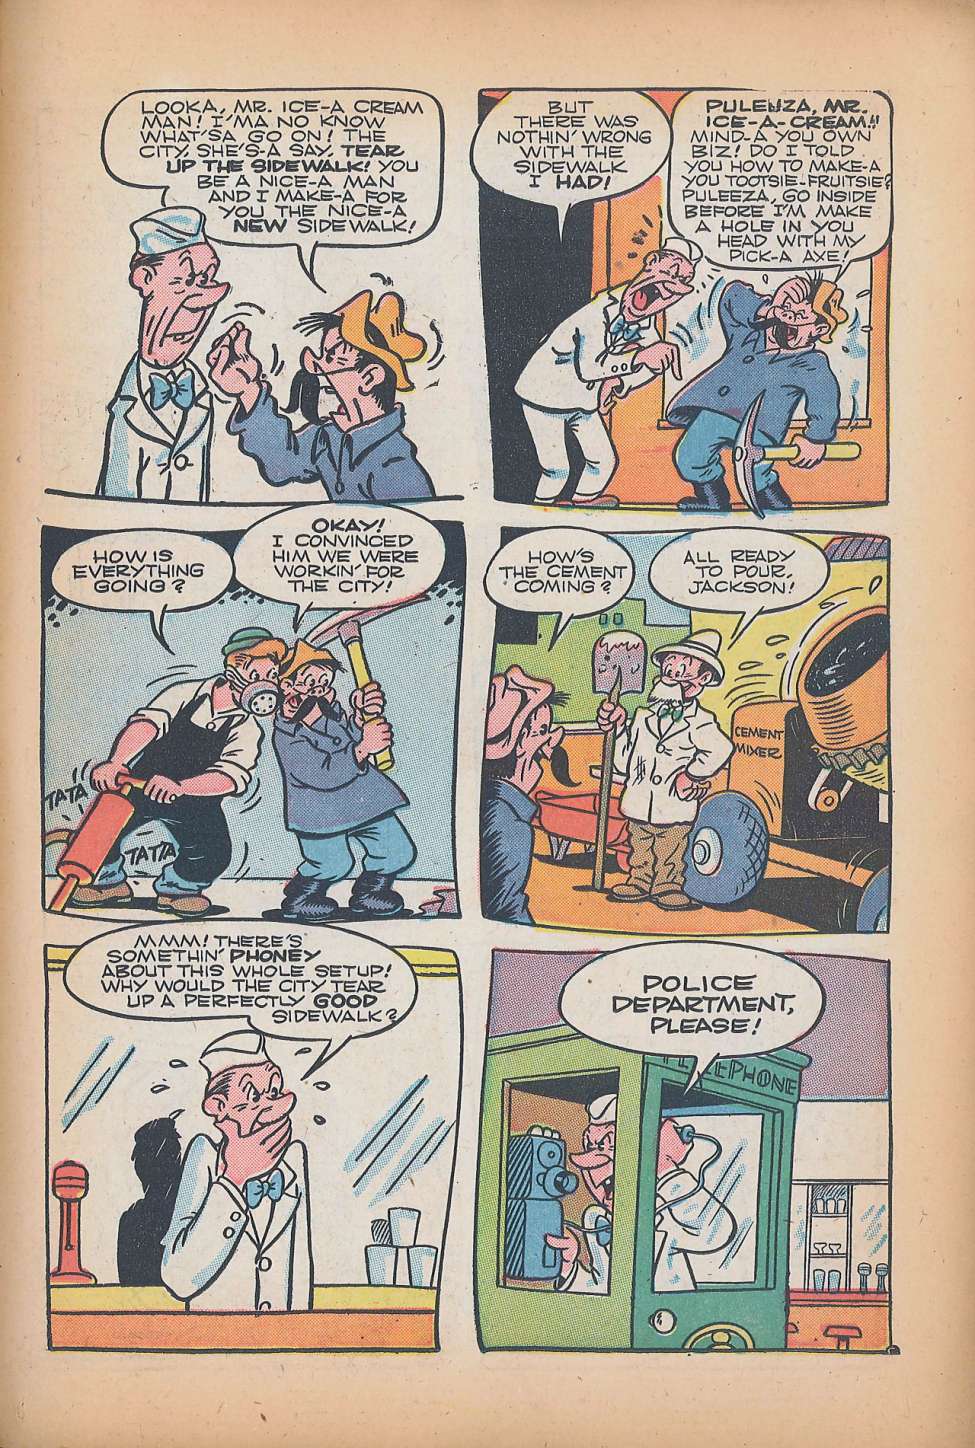 LOOKA, MR. ICE-A CREAM
MAN! I'MA NO KNOW
WHAT'SA GO ON! THE
CITY, SHE'S-A SAY, TEAR
UP THE SIDEWALK! YOU
BE A NICE-A MAN
AND I MAKE-A FOR
YOU THE NICE-A
NEW SIDEWALK!
BUT
THERE WAS
NOTHIN' WRONG
WITH THE
SIDEWALK
I HAD!
PULEEZA, MR.
ICE-A-CREAM!!
MIND-A YOU OWN
BIZ! DO I TOLD
YOU HOW TO MAKE-A
YOU TOOTSIE-FRUITSIE?
PULEEZA, GO INSIDE
BEFORE I'M MAKE
A HOLE IN YOU
HEAD WITH MY
PICK-A AXE!
HOW IS
EVERYTHING
GOING?
OKAY!
I CONVINCED
HIM WE WERE
WORKIN' FOR
THE CITY!
TATA
TATA
HOW'S
THE CEMENT
COMING?
ALL READY
TO POUR,
JACKSON!
CEMENT
MIXER
MMM! THERE'S
SOMETHIN' PHONEY
ABOUT THIS WHOLE SETUP!
WHY WOULD THE CITY TEAR
UP A PERFECTLY GOOD
SIDEWALK?
POLICE
DEPARTMENT,
PLEASE!
TELEPHONE